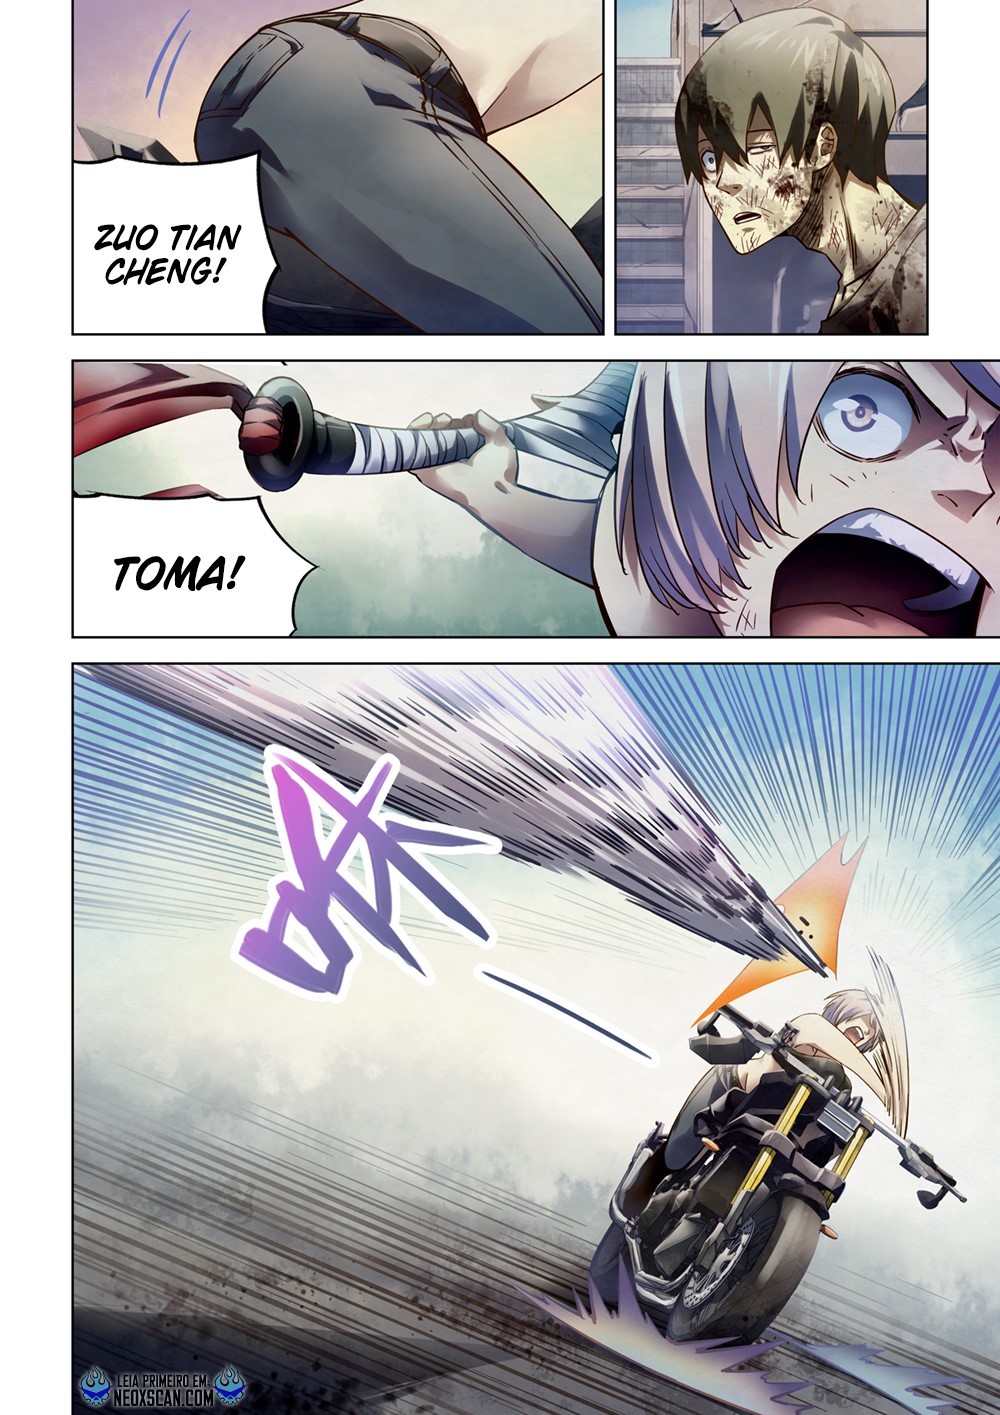 ZUO TIAN
CHENG!
TOMA!
LEIA PRIMEIRO EM:
NEOXSCAN.COM